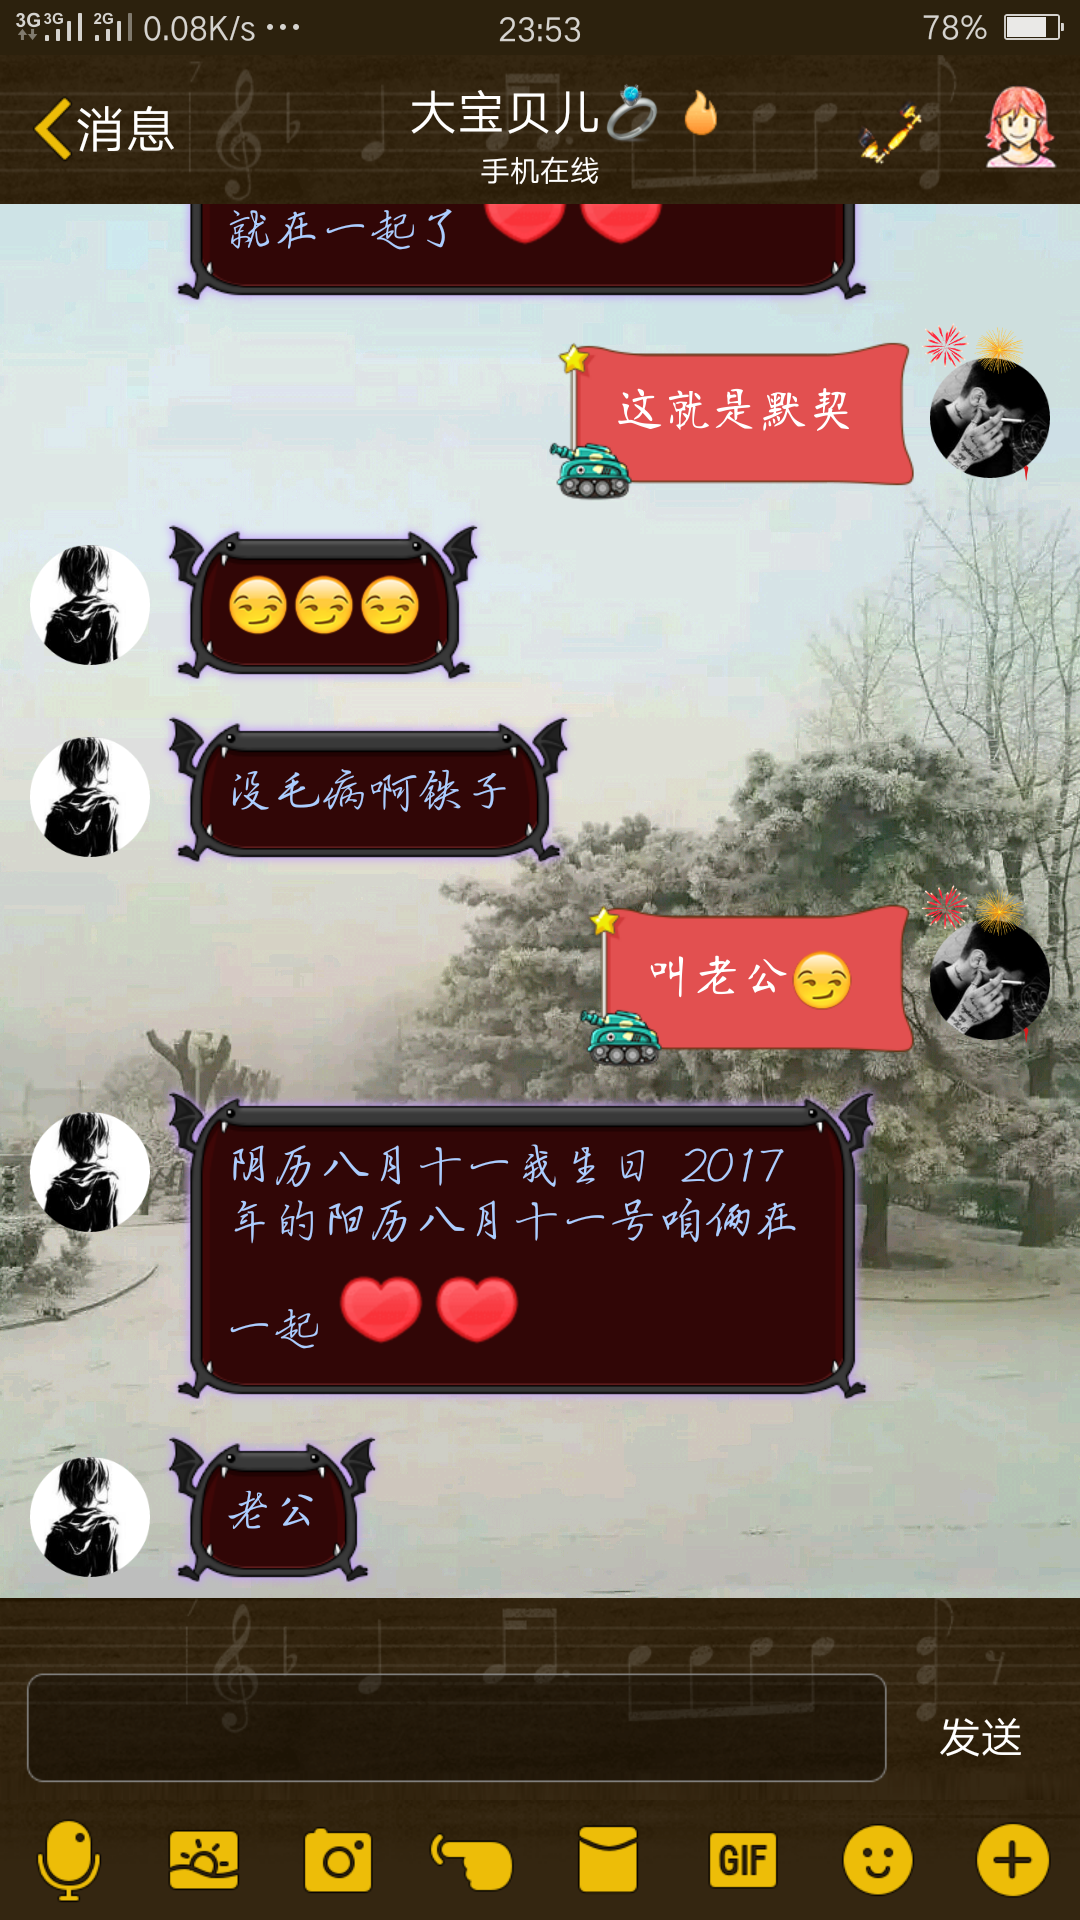 3G 3G 2G 0.08K/s ··· 23:53 78%
消息
大宝贝儿
手机在线
就在一起了
这就是默契
没毛病啊铁子
叫老公
阴历八月十一我生日 2017
年的阳历八月十一号咱俩在
一起
老公
发送
GIF